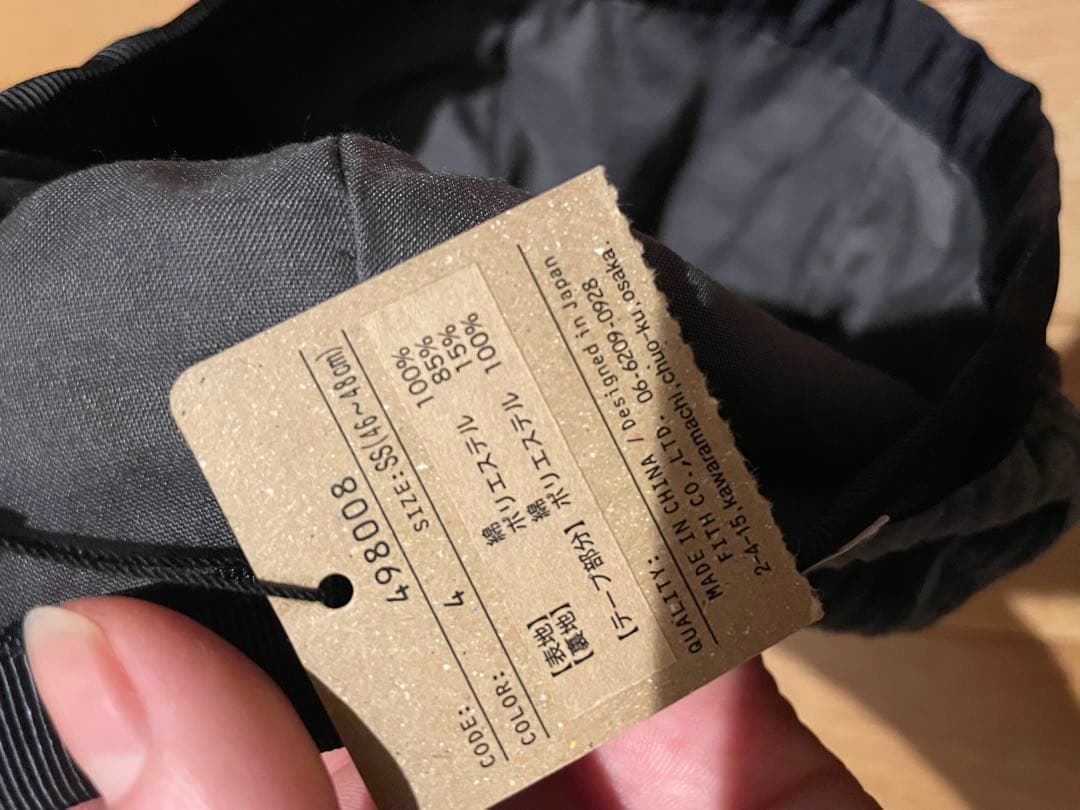 CODE: 498008
COLOR: 4 SIZE:SS(46~48cm)
【表地】 綿 100%
【裏地】 ポリエステル 85%
綿 15%
【テープ部分】 ポリエステル 100%
QUALITY:
MADE IN CHINA / Designed in Japan
FITH CO.,LTD. 06-6209-0928
2-4-15,kawaramachi,chuo-ku,osaka.